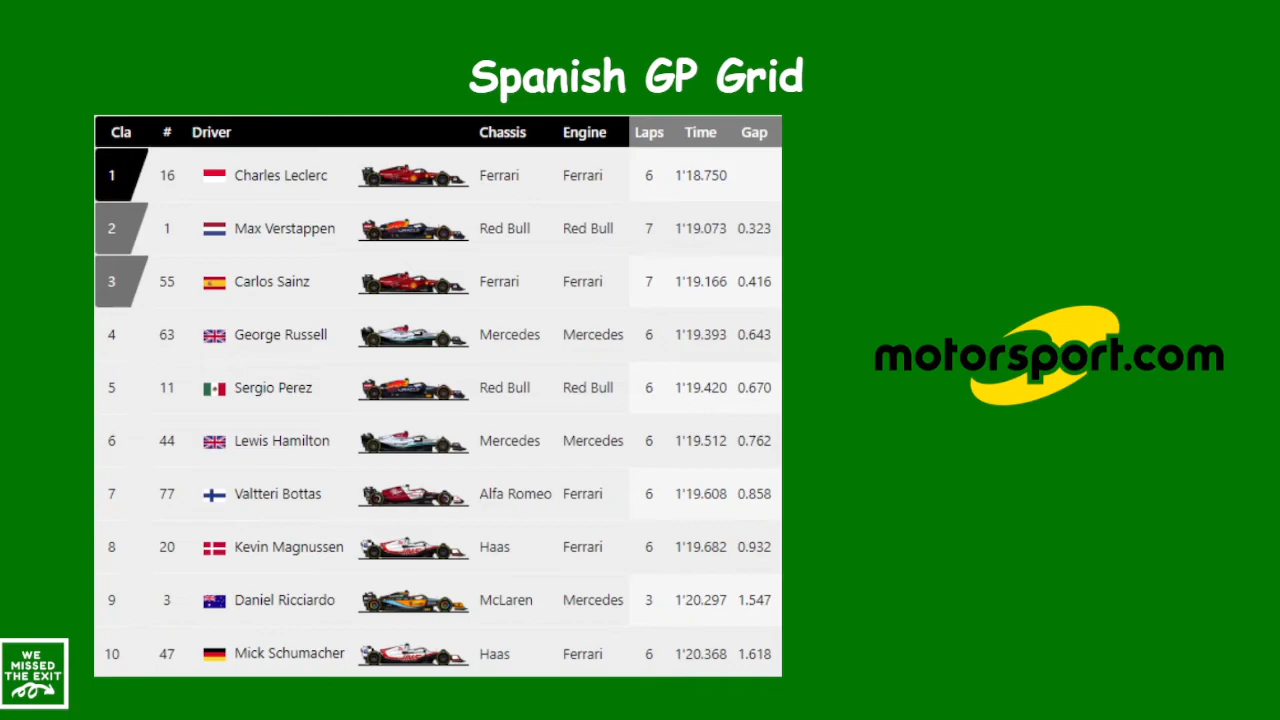 Spanish GP Grid
Cla # Driver Chassis Engine Laps Time Gap
1 16 Charles Leclerc Ferrari Ferrari 6 1'18.750
2 1 Max Verstappen Red Bull Red Bull 7 1'19.073 0.323
3 55 Carlos Sainz Ferrari Ferrari 7 1'19.166 0.416
4 63 George Russell Mercedes Mercedes 6 1'19.393 0.643
5 11 Sergio Perez Red Bull Red Bull 6 1'19.420 0.670
6 44 Lewis Hamilton Mercedes Mercedes 6 1'19.512 0.762
7 77 Valtteri Bottas Alfa Romeo Ferrari 6 1'19.608 0.858
8 20 Kevin Magnussen Haas Ferrari 6 1'19.682 0.932
9 3 Daniel Ricciardo McLaren Mercedes 3 1'20.297 1.547
10 47 Mick Schumacher Haas Ferrari 6 1'20.368 1.618
motorsport.com
WE
MISSED
THE EXIT